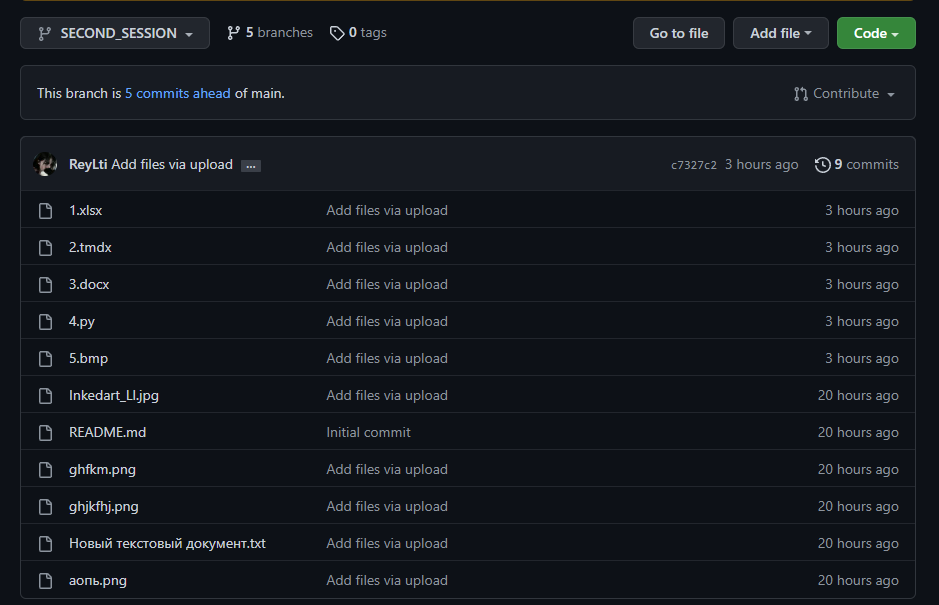 SECOND_SESSION 5 branches 0 tags Go to file Add file Code
This branch is 5 commits ahead of main. Contribute
ReyLti Add files via upload ... c7327c2 3 hours ago 9 commits
1.xlsx Add files via upload 3 hours ago
2.tmdx Add files via upload 3 hours ago
3.docx Add files via upload 3 hours ago
4.py Add files via upload 3 hours ago
5.bmp Add files via upload 3 hours ago
Inkedart_LI.jpg Add files via upload 20 hours ago
README.md Initial commit 20 hours ago
ghfkm.png Add files via upload 20 hours ago
ghjkfhj.png Add files via upload 20 hours ago
Новый текстовый документ.txt Add files via upload 20 hours ago
аопь.png Add files via upload 20 hours ago